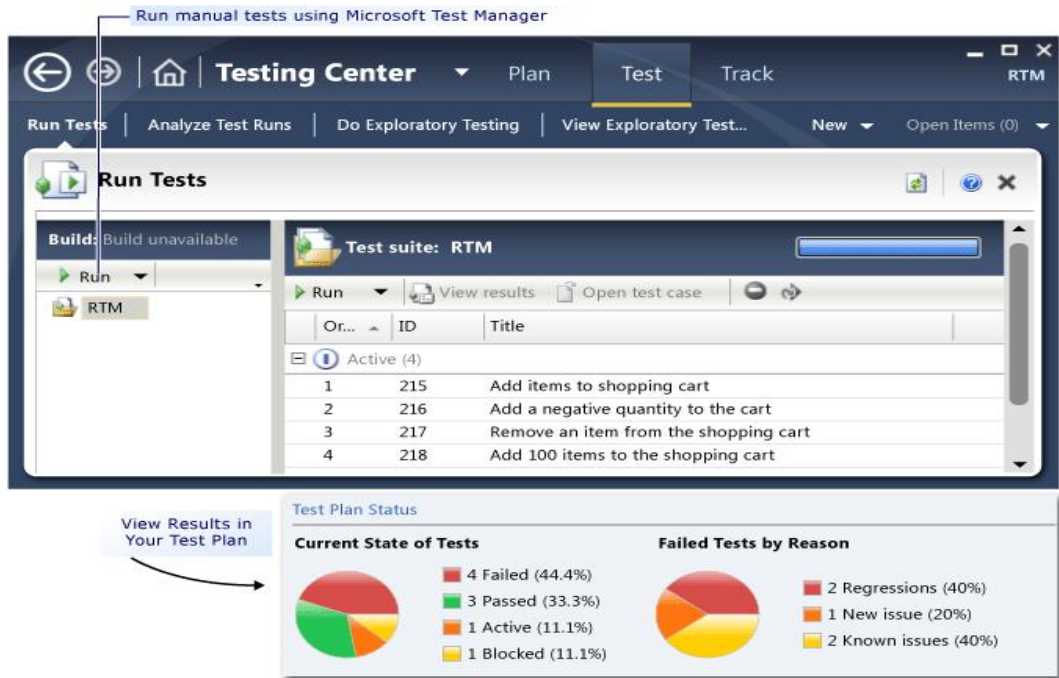 Run manual tests using Microsoft Test Manager
Testing Center Plan Test Track RTM
Run Tests Analyze Test Runs Do Exploratory Testing View Exploratory Test... New Open Items (0)
Run Tests
Build: Build unavailable
Run
RTM
Test suite: RTM
Run View results Open test case
Or... ID Title
Active (4)
1 215 Add items to shopping cart
2 216 Add a negative quantity to the cart
3 217 Remove an item from the shopping cart
4 218 Add 100 items to the shopping cart
View Results in
Your Test Plan
Test Plan Status
Current State of Tests
4 Failed (44.4%)
3 Passed (33.3%)
1 Active (11.1%)
1 Blocked (11.1%)
Failed Tests by Reason
2 Regressions (40%)
1 New issue (20%)
2 Known issues (40%)